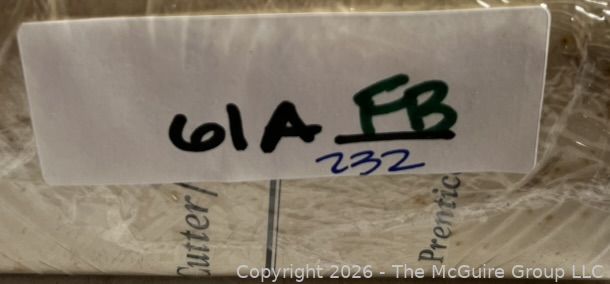 61A FB
232
Cutter/
Prentic
Copyright 2026 - The McGuire Group LLC